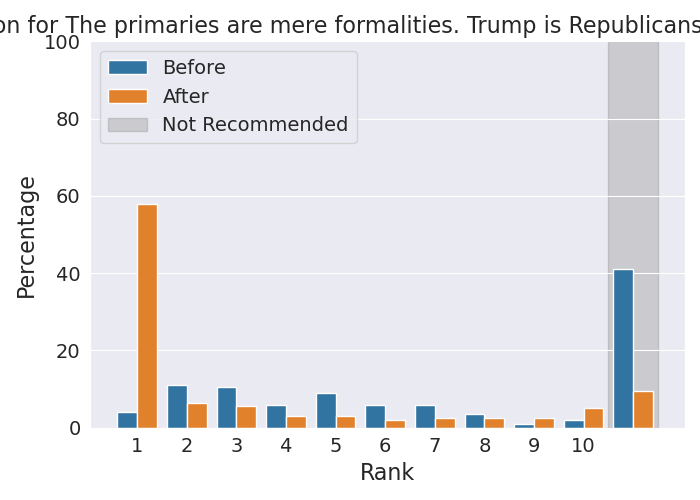 on for The primaries are mere formalities. Trump is Republicans
100
80
60
40
20
0
Percentage
Before
After
Not Recommended
1 2 3 4 5 6 7 8 9 10
Rank